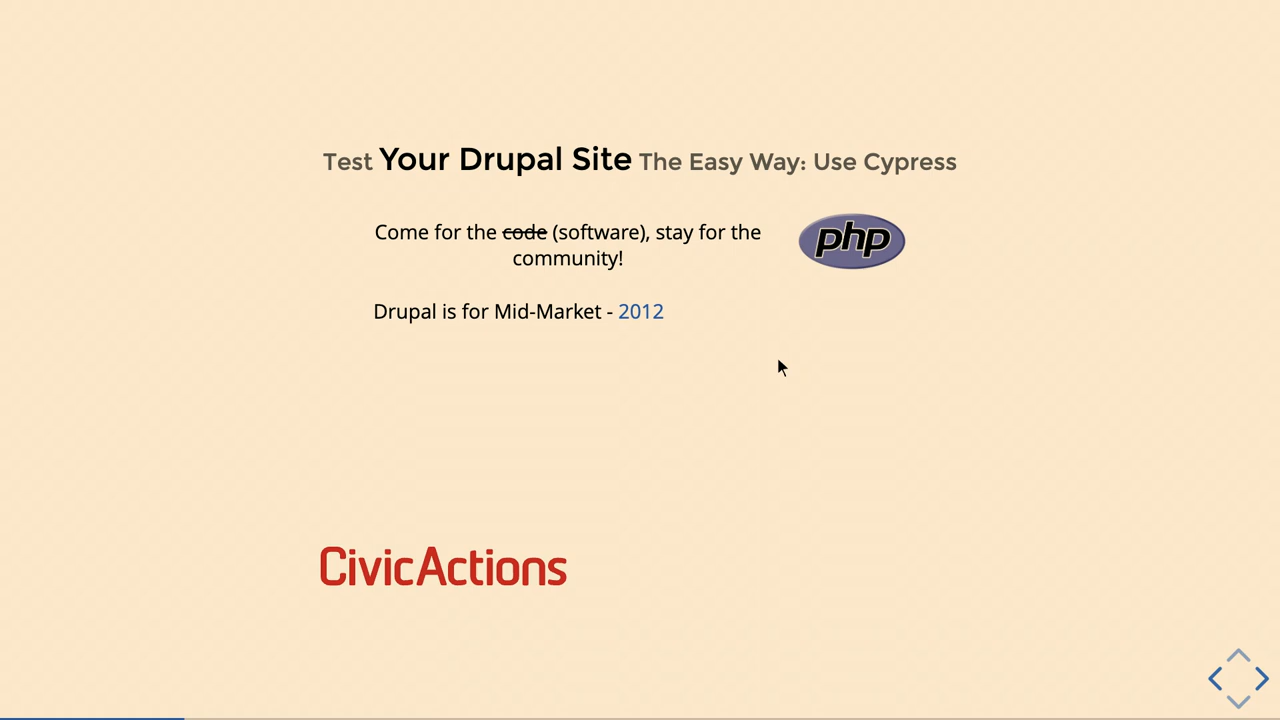 Test Your Drupal Site The Easy Way: Use Cypress
Come for the code (software), stay for the
community!
php
Drupal is for Mid-Market - 2012
CivicActions